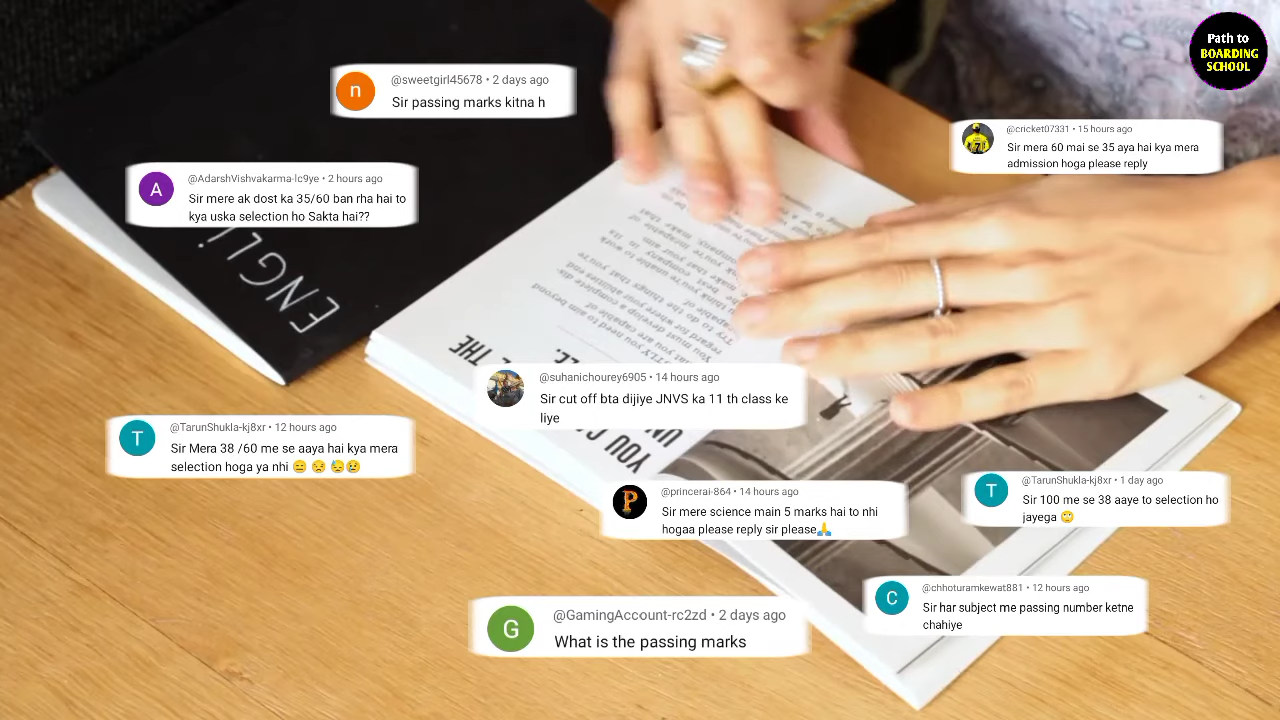 Path to
BOARDING
SCHOOL
@sweetgirl45678 • 2 days ago
Sir passing marks kitna h
@cricket07331 • 15 hours ago
Sir mera 60 mai se 35 aya hai kya mera
admission hoga please reply
@AdarshVishvakarma-lc9ye • 2 hours ago
Sir mere ak dost ka 35/60 ban rha hai to
kya uska selection ho Sakta hai??
ENGLI
@suhanichourey6905 • 14 hours ago
Sir cut off bta dijiye JNVS ka 11 th class ke
liye
@TarunShukla-kj8xr • 12 hours ago
Sir Mera 38 /60 me se aaya hai kya mera
selection hoga ya nhi 😑 😒 😓😢
@princerai-864 • 14 hours ago
Sir mere science main 5 marks hai to nhi
hogaa please reply sir please🙏
@TarunShukla-kj8xr • 1 day ago
Sir 100 me se 38 aaye to selection ho
jayega 🙄
@chhoturamkewat881 • 12 hours ago
Sir har subject me passing number ketne
chahiye
@GamingAccount-rc2zd • 2 days ago
What is the passing marks
THE
YOU